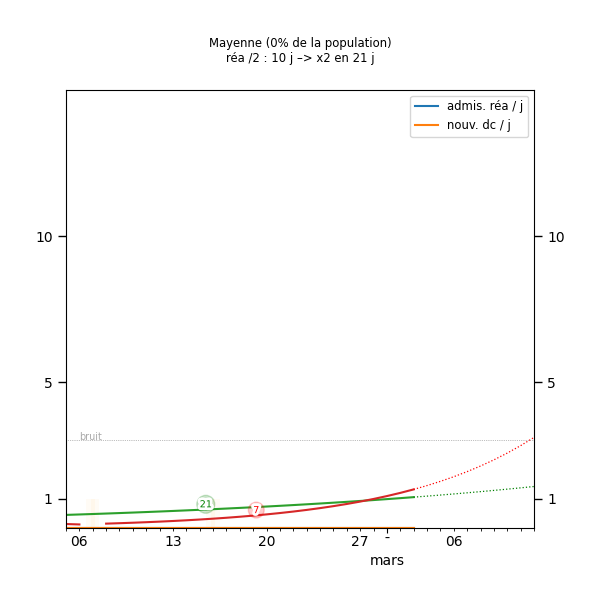 Mayenne (0% de la population)
réa /2 : 10 j –> x2 en 21 j
admis. réa / j
nouv. dc / j
10
10
5
5
bruit
21
7
1
1
06
13
20
27
-
06
mars